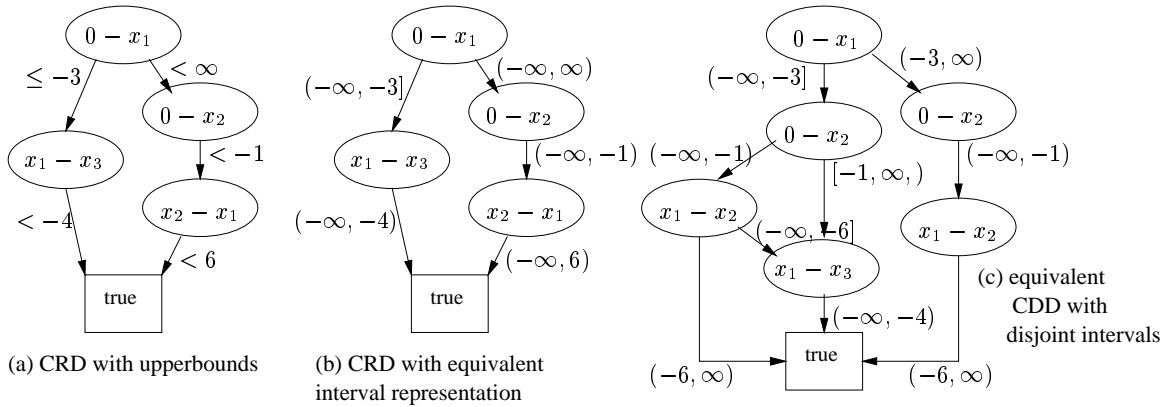 0 − x₁
≤ −3
< ∞
0 − x₂
x₁ − x₃
< −1
< −4
x₂ − x₁
< 6
true
(a) CRD with upperbounds
0 − x₁
(−∞, −3]
(−∞, ∞)
0 − x₂
x₁ − x₃
(−∞, −1)
(−∞, −4)
x₂ − x₁
(−∞, 6)
true
(b) CRD with equivalent
interval representation
0 − x₁
(−∞, −3]
(−3, ∞)
0 − x₂
0 − x₂
(−∞, −1)
[−1, ∞, )
(−∞, −1)
x₁ − x₂
(−∞, −6]
x₁ − x₂
x₁ − x₃
(−∞, −4)
true
(−6, ∞)
(−6, ∞)
(c) equivalent
CDD with
disjoint intervals